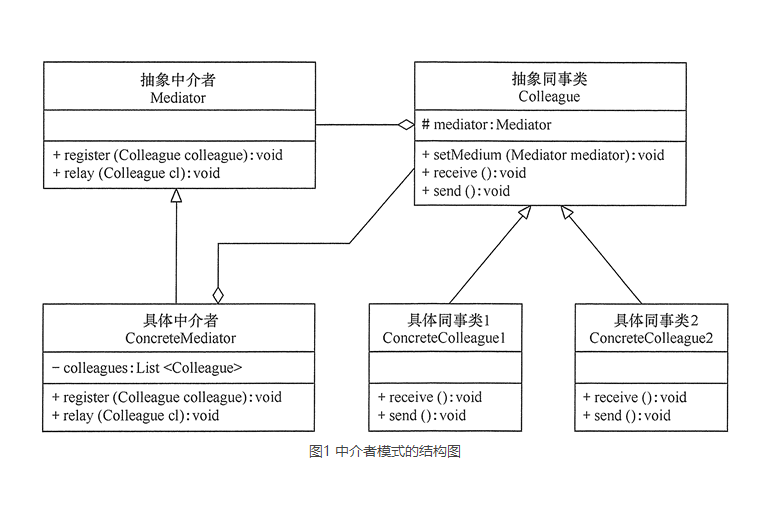 抽象中介者
Mediator
+ register (Colleague colleague): void
+ relay (Colleague cl): void
抽象同事类
Colleague
# mediator: Mediator
+ setMedium (Mediator mediator): void
+ receive (): void
+ send (): void
具体中介者
ConcreteMediator
− colleagues: List <Colleague>
+ register (Colleague colleague): void
+ relay (Colleague cl): void
具体同事类1
ConcreteColleague1
+ receive (): void
+ send (): void
具体同事类2
ConcreteColleague2
+ receive (): void
+ send (): void
图1 中介者模式的结构图